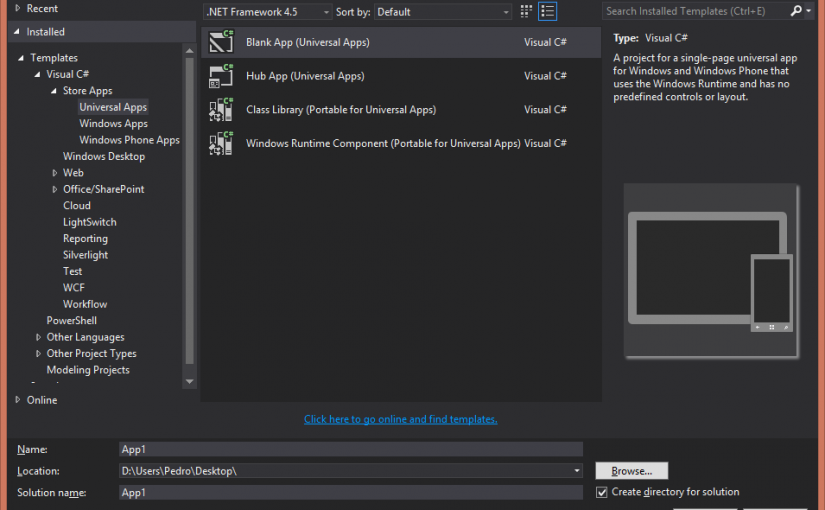 Recent
.NET Framework 4.5
Sort by: Default
Search Installed Templates (Ctrl+E)
Installed
Templates
Visual C#
Store Apps
Universal Apps
Windows Apps
Windows Phone Apps
Windows Desktop
Web
Office/SharePoint
Cloud
LightSwitch
Reporting
Silverlight
Test
WCF
Workflow
PowerShell
Other Languages
Other Project Types
Modeling Projects
Online
Blank App (Universal Apps) Visual C#
Hub App (Universal Apps) Visual C#
Class Library (Portable for Universal Apps) Visual C#
Windows Runtime Component (Portable for Universal Apps) Visual C#
Type: Visual C#
A project for a single-page universal app
for Windows and Windows Phone that
uses the Windows Runtime and has no
predefined controls or layout.
Click here to go online and find templates.
Name: App1
Location: D:\Users\Pedro\Desktop\
Browse...
Solution name: App1
Create directory for solution